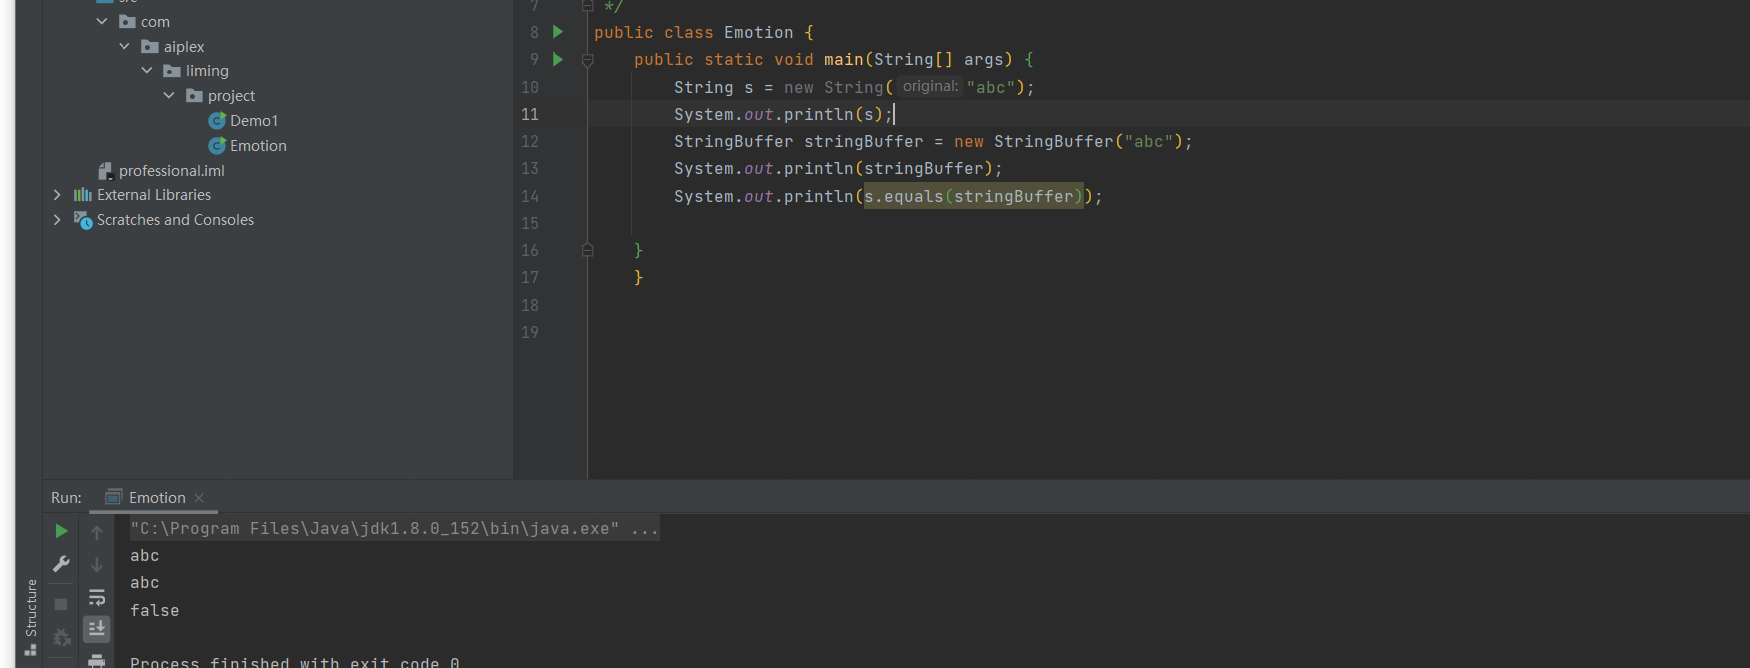 com
aiplex
liming
project
Demo1
Emotion
professional.iml
External Libraries
Scratches and Consoles
7 */
8 public class Emotion {
9 public static void main(String[] args) {
10 String s = new String( original: "abc");
11 System.out.println(s);
12 StringBuffer stringBuffer = new StringBuffer("abc");
13 System.out.println(stringBuffer);
14 System.out.println(s.equals(stringBuffer));
15
16 }
17 }
18
19
Run: Emotion
"C:\Program Files\Java\jdk1.8.0_152\bin\java.exe" ...
abc
abc
false
Process finished with exit code 0
Structure